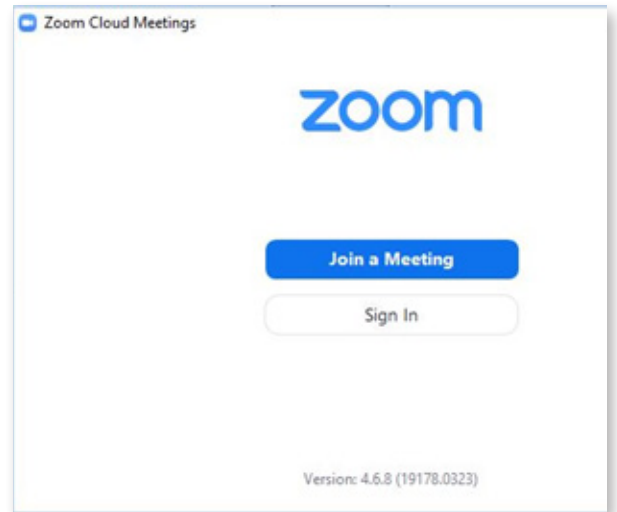 Zoom Cloud Meetings
zoom
Join a Meeting
Sign In
Version: 4.6.8 (19178.0323)